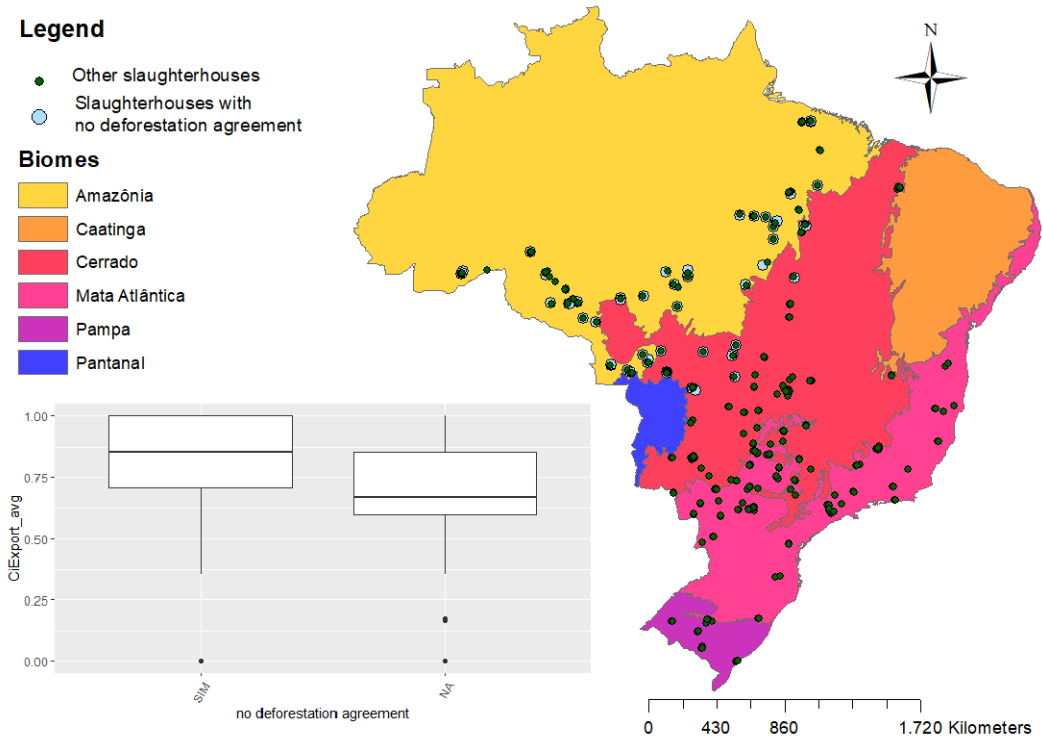 Legend
Other slaughterhouses
Slaughterhouses with
no deforestation agreement
Biomes
Amazônia
Caatinga
Cerrado
Mata Atlântica
Pampa
Pantanal
N
1.00
0.75
0.50
0.25
0.00
CiExport_avg
SIM
NA
no deforestation agreement
0 430 860 1.720 Kilometers